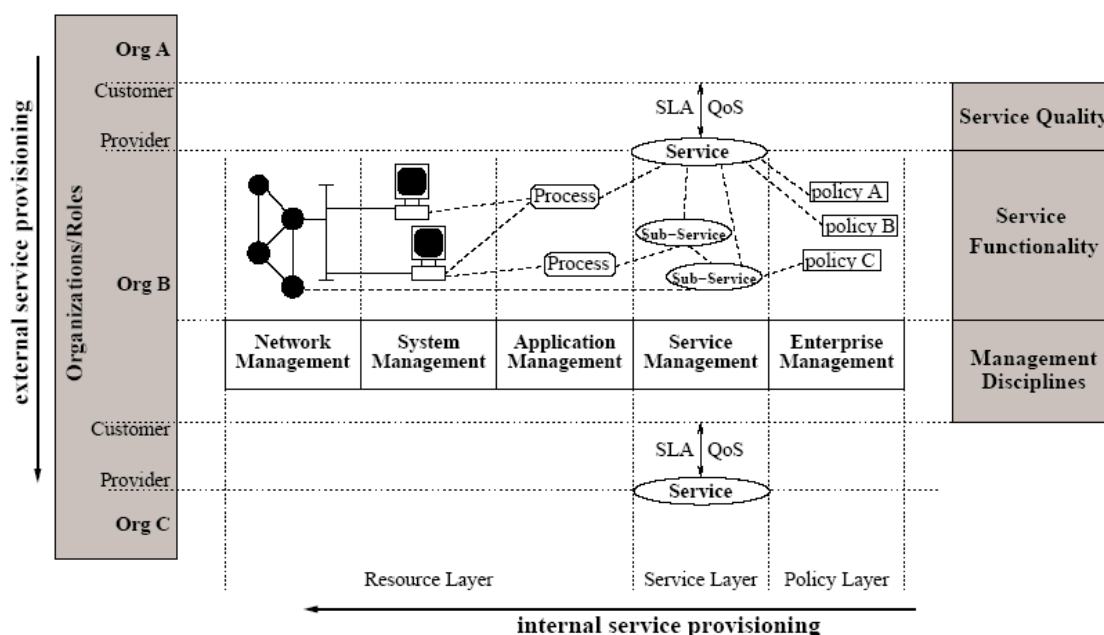 external service provisioning
Organizations/Roles
Org A
Customer
Provider
Org B
Customer
Provider
Org C
SLA
QoS
Service
Process
Process
Sub-Service
Sub-Service
policy A
policy B
policy C
Service Quality
Service
Functionality
Management
Disciplines
Network
Management
System
Management
Application
Management
Service
Management
Enterprise
Management
SLA
QoS
Service
Resource Layer
Service Layer
Policy Layer
internal service provisioning